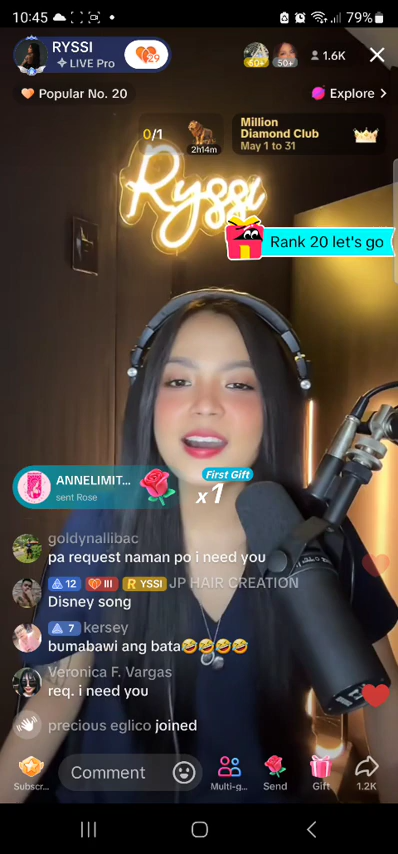 10:45
79%
RYSSI
LIVE Pro
29
60+
50+
1.6K
Popular No. 20
Explore >
0/1
2h14m
Million
Diamond Club
May 1 to 31
Ryssi
Rank 20 let's go
ANNELIMIT...
sent Rose
First Gift
x1
goldynallibac
pa request naman po i need you
12 III R YSSI JP HAIR CREATION
Disney song
7 kersey
bumabawi ang bata🤣🤣🤣🤣
Veronica F. Vargas
req. i need you
precious eglico joined
Subscr...
Comment
Multi-g...
Send
Gift
1.2K